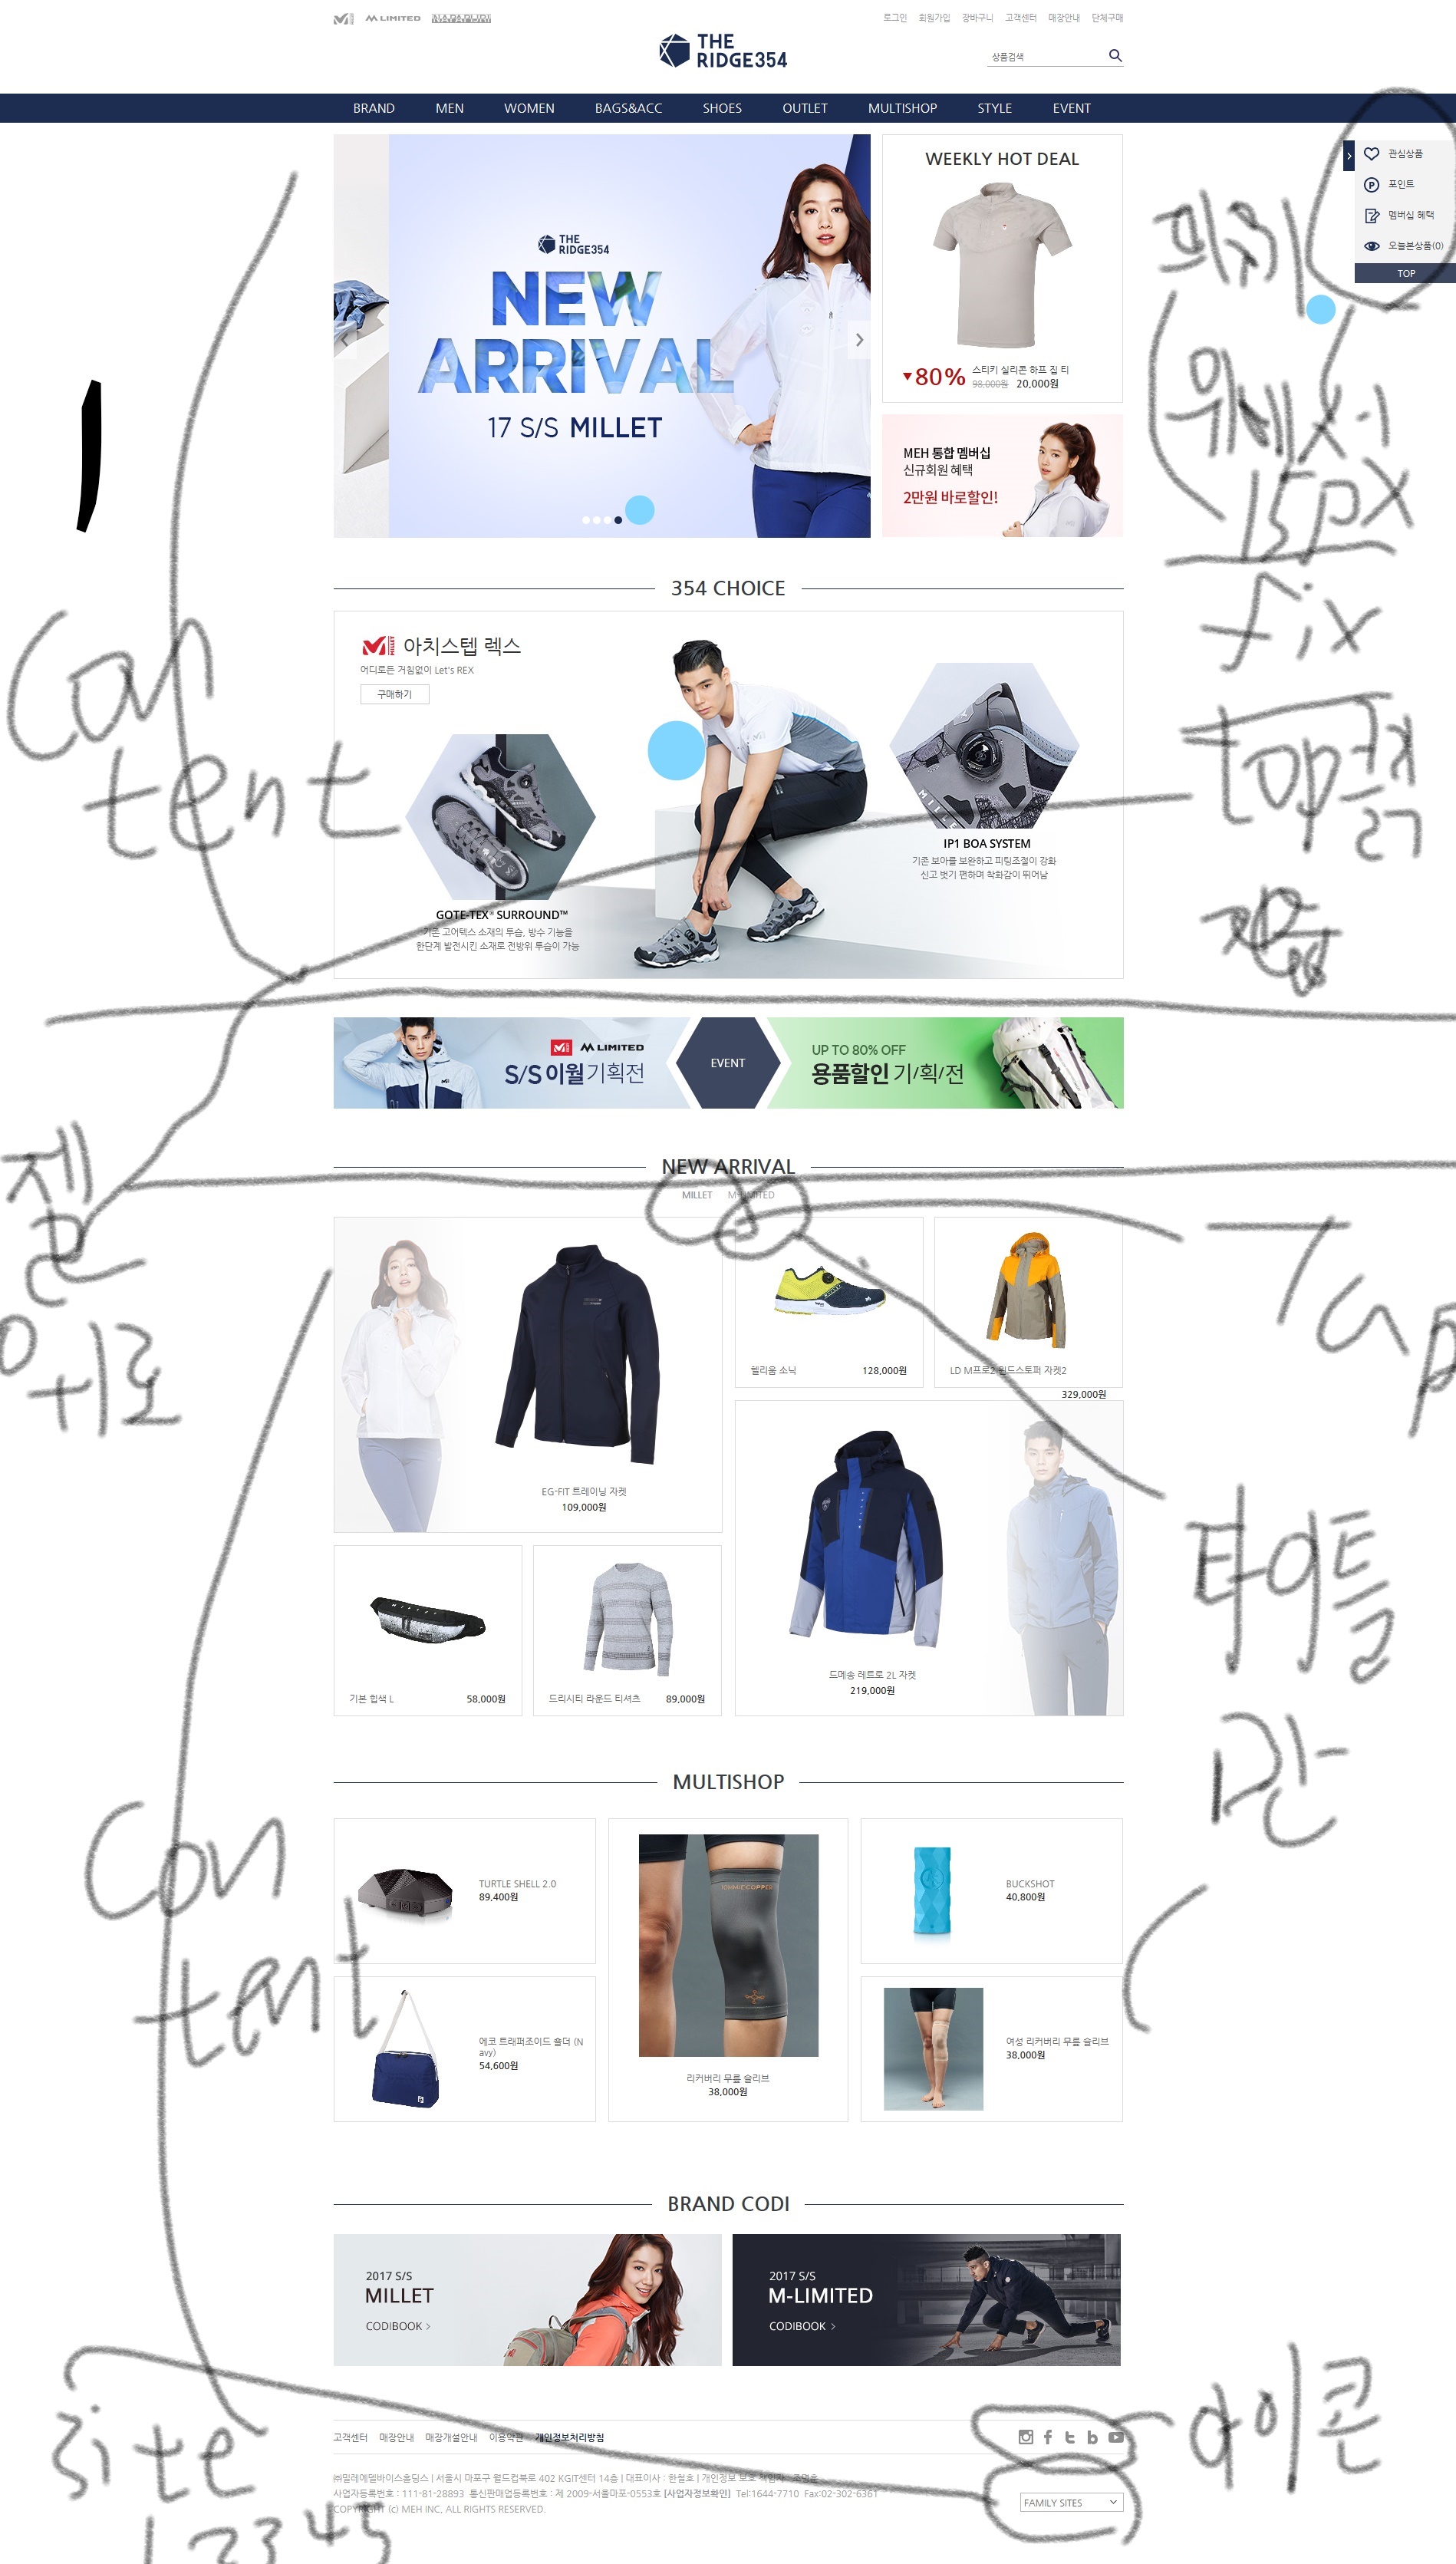 M LIMITED
로그인 회원가입 장바구니 고객센터 매장안내 단체구매
THE
RIDGE354
상품검색
BRAND MEN WOMEN BAGS&ACC SHOES OUTLET MULTISHOP STYLE EVENT
관심상품
포인트
멤버십 혜택
오늘본상품(0)
TOP
THE
RIDGE354
NEW
ARRIVAL
17 S/S MILLET
WEEKLY HOT DEAL
▼80%
스티키 실리콘 하프 집 티
98,000원 20,000원
MEH 통합 멤버십
신규회원 혜택
2만원 바로할인!
위에서
15px
fix
top클릭
Con
tent
354 CHOICE
아치스텝 렉스
어디로든 거침없이 Let's REX
구매하기
GOTE-TEX® SURROUND™
기존 고어텍스 소재의 투습, 방수 기능을
한단계 발전시킨 소재로 전방위 투습이 가능
IP1 BOA SYSTEM
기존 보아를 보완하고 피팅조절이 강화
신고 벗기 편하며 착화감이 뛰어남
M LIMITED
S/S 이월 기획전
EVENT
UP TO 80% OFF
용품할인 기/획/전
제일
위로
NEW ARRIVAL
MILLET M-LIMITED
Tap
타이틀
만
헬리움 소닉 128,000원
LD M프로2 윈드스토퍼 자켓2
329,000원
EG-FIT 트레이닝 자켓
109,000원
기본 힙색 L 58,000원
드리시티 라운드 티셔츠 89,000원
드메송 레트로 2L 자켓
219,000원
Con
tent
MULTISHOP
TURTLE SHELL 2.0
89,400원
에코 트래퍼조이드 숄더 (N
avy)
54,600원
리커버리 무릎 슬리브
38,000원
BUCKSHOT
40,800원
여성 리커버리 무릎 슬리브
38,000원
BRAND CODI
2017 S/S
MILLET
CODIBOOK >
2017 S/S
M-LIMITED
CODIBOOK >
site
12345
아이콘
고객센터 매장안내 매장개설안내 이용약관 개인정보처리방침
㈜밀레에델바이스홀딩스 | 서울시 마포구 월드컵북로 402 KGIT센터 14층 | 대표이사 : 한철호 | 개인정보 보호 책임자 :
사업자등록번호 : 111-81-28893 통신판매업등록번호 : 제 2009-서울마포-0553호 [사업자정보확인] Tel:1644-7710 Fax:02-302-6361
COPYRIGHT (c) MEH INC, ALL RIGHTS RESERVED.
FAMILY SITES